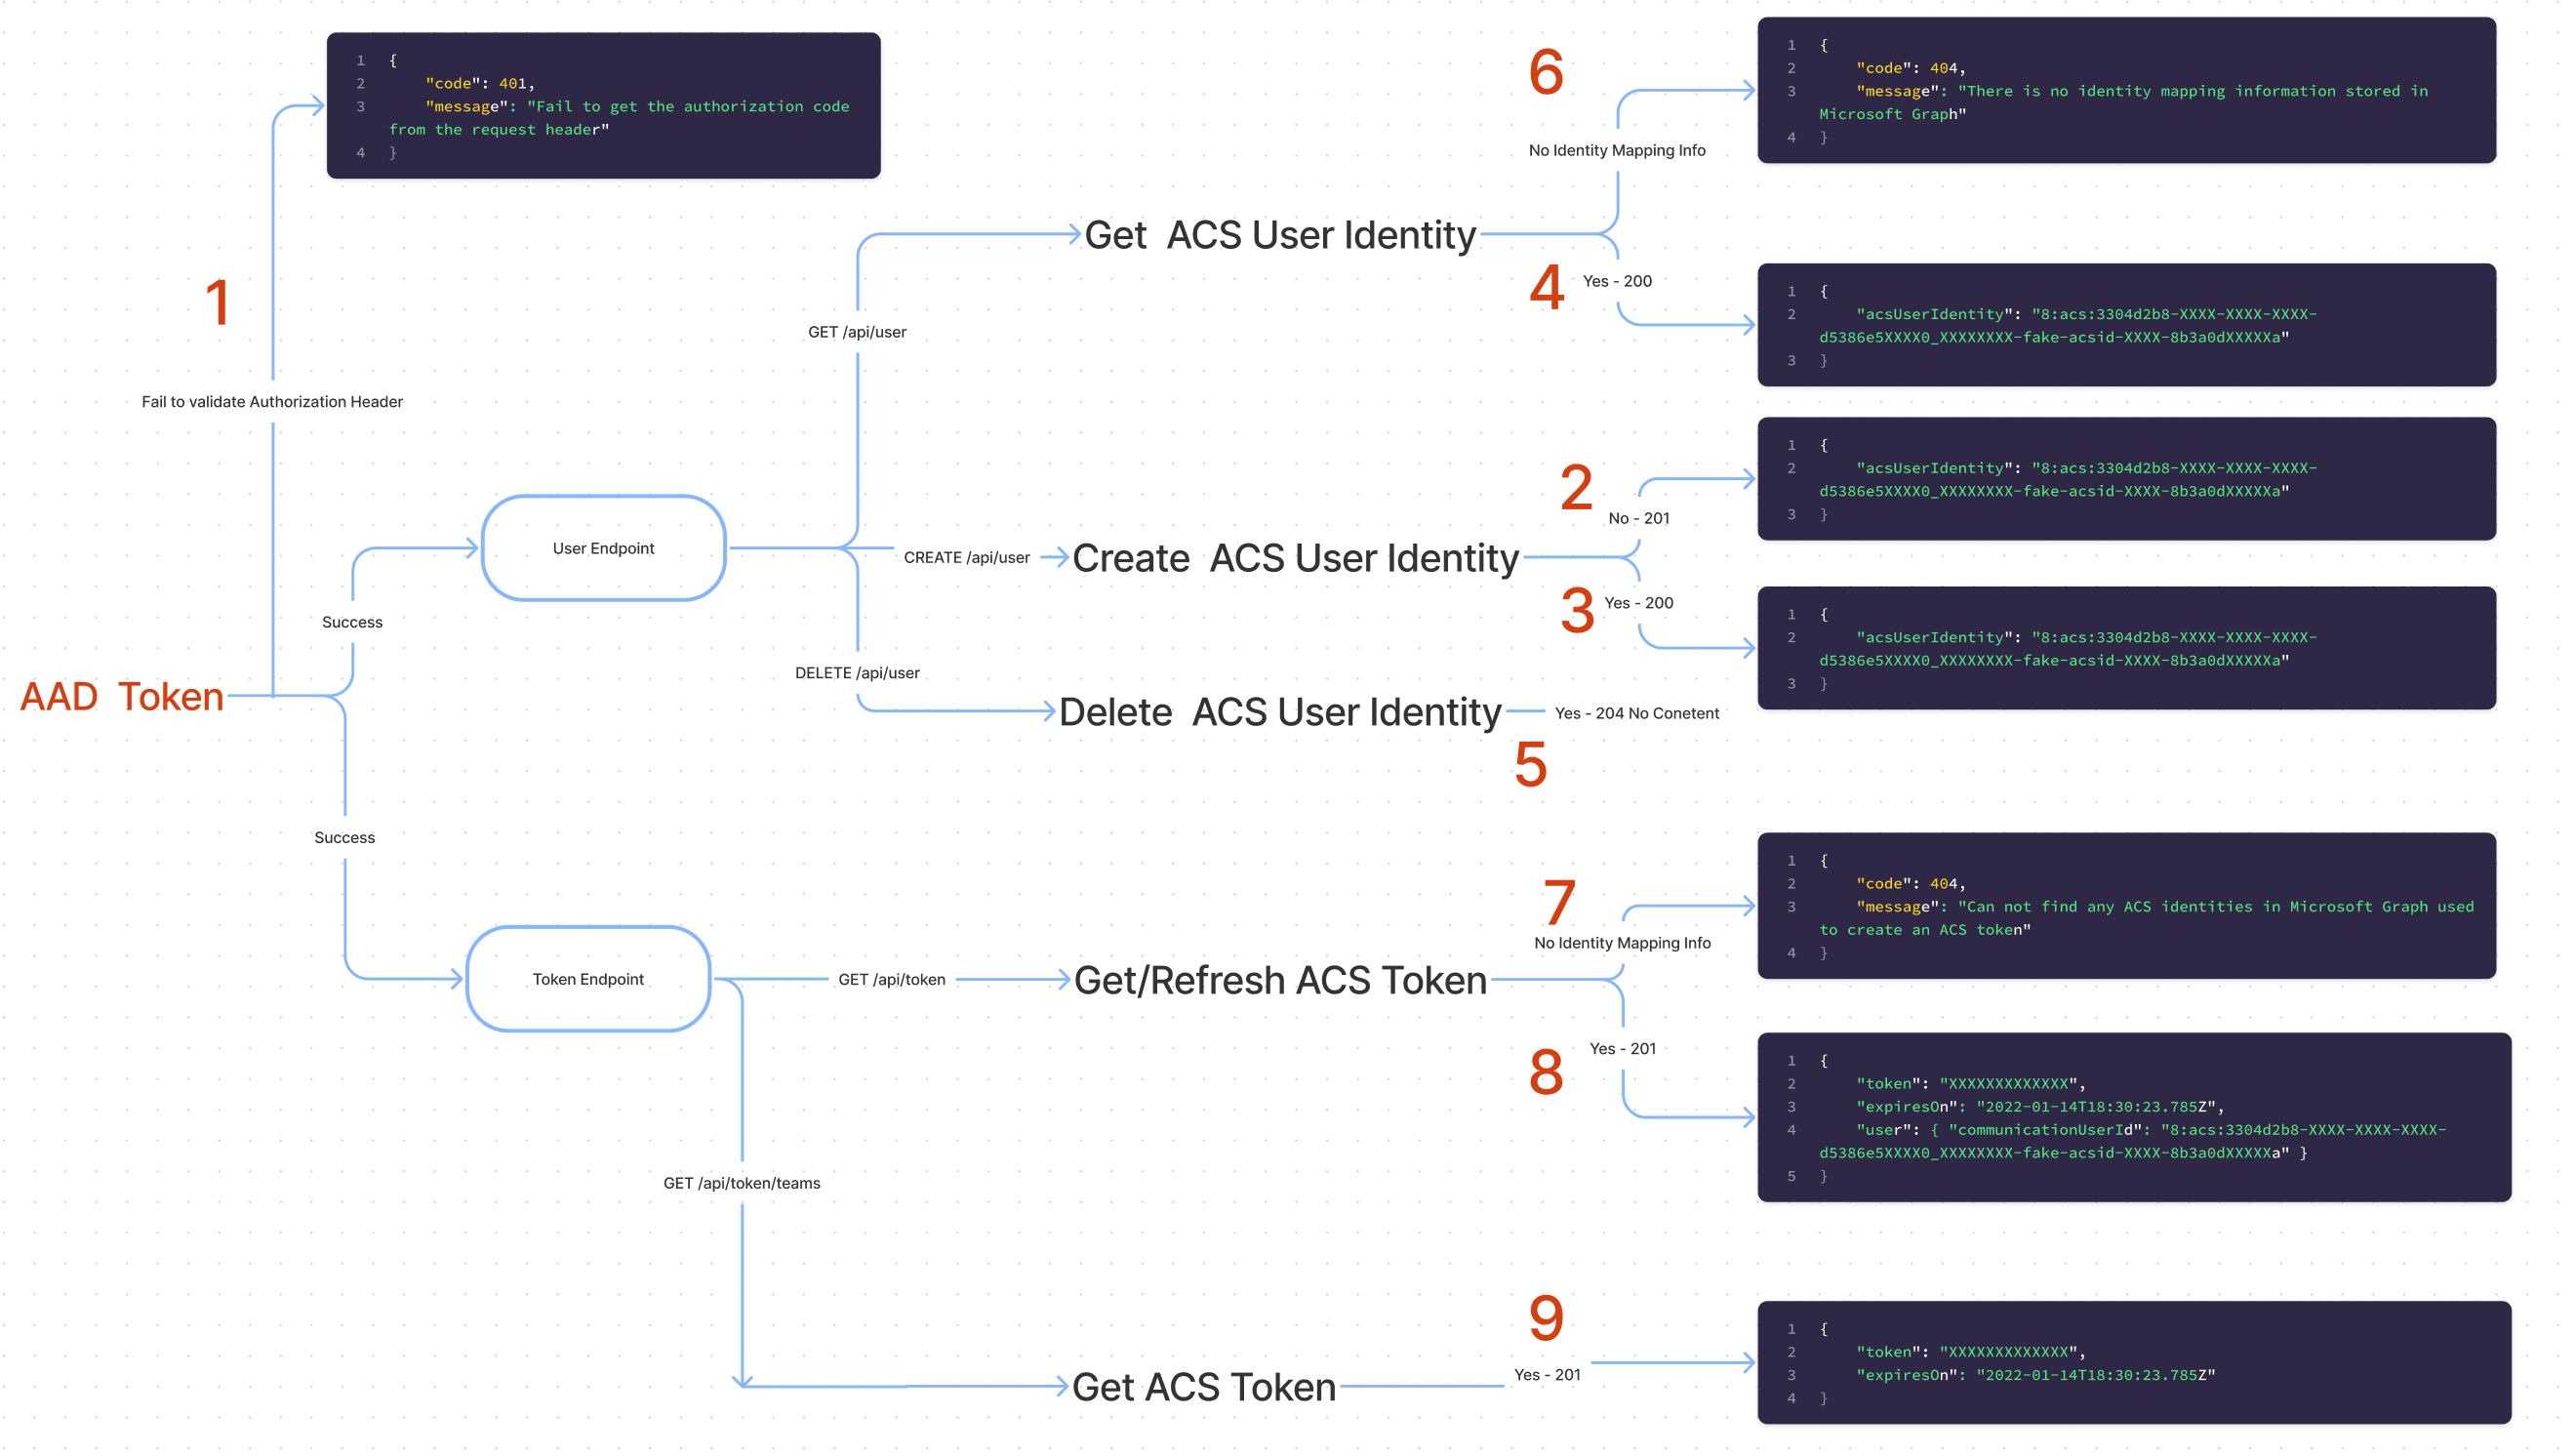 1 {
2 "code": 401,
3 "message": "Fail to get the authorization code
from the request header"
4 }
1
Fail to validate Authorization Header
AAD  Token
Success
User Endpoint
GET /api/user
Get  ACS User Identity
6
No Identity Mapping Info
1 {
2 "code": 404,
3 "message": "There is no identity mapping information stored in
Microsoft Graph"
4 }
4
Yes - 200
1 {
2 "acsUserIdentity": "8:acs:3304d2b8-XXXX-XXXX-XXXX-
d5386e5XXXX0_XXXXXXXX-fake-acsid-XXXX-8b3a0dXXXXXa"
3 }
CREATE /api/user
Create  ACS User Identity
2
No - 201
1 {
2 "acsUserIdentity": "8:acs:3304d2b8-XXXX-XXXX-XXXX-
d5386e5XXXX0_XXXXXXXX-fake-acsid-XXXX-8b3a0dXXXXXa"
3 }
3
Yes - 200
1 {
2 "acsUserIdentity": "8:acs:3304d2b8-XXXX-XXXX-XXXX-
d5386e5XXXX0_XXXXXXXX-fake-acsid-XXXX-8b3a0dXXXXXa"
3 }
DELETE /api/user
Delete  ACS User Identity
Yes - 204 No Conetent
5
Success
Token Endpoint
GET /api/token
Get/Refresh ACS Token
7
No Identity Mapping Info
1 {
2 "code": 404,
3 "message": "Can not find any ACS identities in Microsoft Graph used
to create an ACS token"
4 }
8
Yes - 201
1 {
2 "token": "XXXXXXXXXXXXX",
3 "expiresOn": "2022-01-14T18:30:23.785Z",
4 "user": { "communicationUserId": "8:acs:3304d2b8-XXXX-XXXX-XXXX-
d5386e5XXXX0_XXXXXXXX-fake-acsid-XXXX-8b3a0dXXXXXa" }
5 }
GET /api/token/teams
Get ACS Token
9
Yes - 201
1 {
2 "token": "XXXXXXXXXXXXX",
3 "expiresOn": "2022-01-14T18:30:23.785Z"
4 }